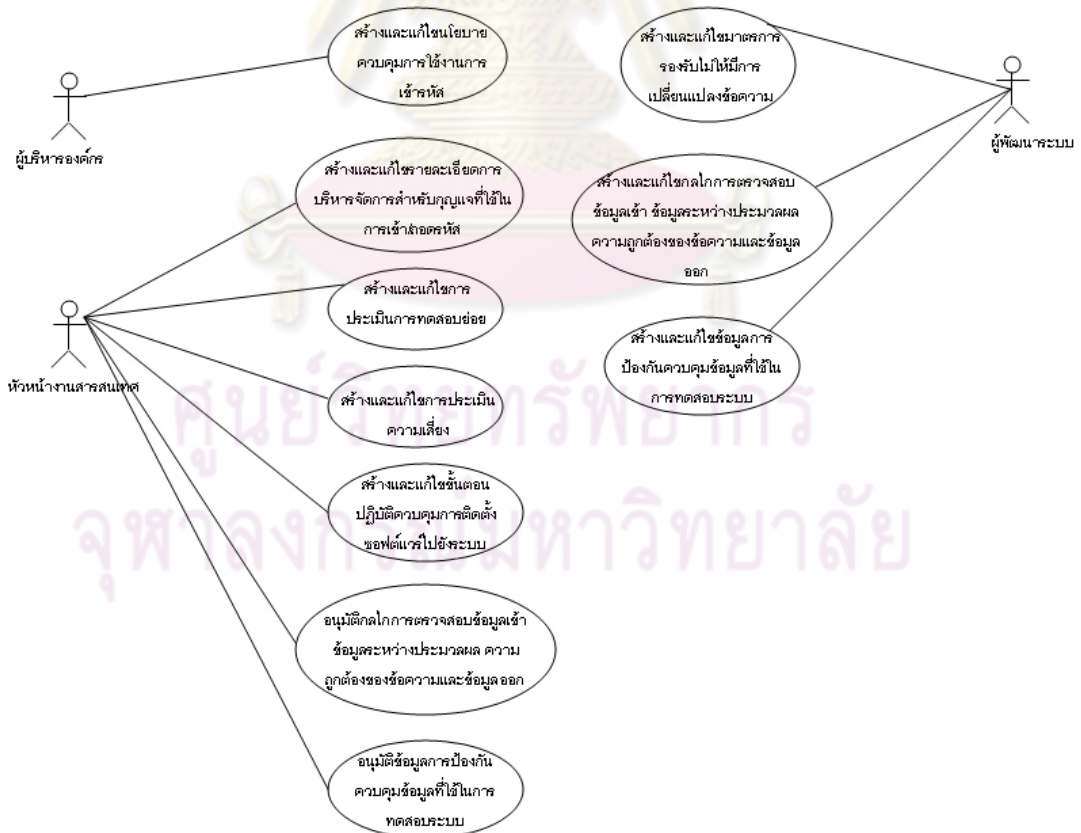 สร้างและแก้ไขนโยบาย
ควบคุมการใช้งานการ
เข้ารหัส
ผู้บริหารองค์กร
สร้างและแก้ไขมาตรการ
รองรับไม่ให้มีการ
เปลี่ยนแปลงข้อความ
ผู้พัฒนาระบบ
สร้างและแก้ไขรายละเอียดการ
บริหารจัดการสำหรับกุญแจที่ใช้ใน
การเข้า/ถอดรหัส
สร้างและแก้ไขกลไกการตรวจสอบ
ข้อมูลเข้า ข้อมูลระหว่างประมวลผล
ความถูกต้องของข้อความและข้อมูล
ออก
สร้างและแก้ไขการ
ประเมินการทดสอบย่อย
หัวหน้างานสารสนเทศ
สร้างและแก้ไขข้อมูลการ
ป้องกันควบคุมข้อมูลที่ใช้ใน
การทดสอบระบบ
สร้างและแก้ไขการประเมิน
ความเสี่ยง
ศูนย์วิทยทรัพยากร
สร้างและแก้ไขขั้นตอน
ปฏิบัติควบคุมการติดตั้ง
ซอฟต์แวร์ไปยังระบบ
จุฬาลงกรณ์มหาวิทยาลัย
อนุมัติกลไกการตรวจสอบข้อมูลเข้า
ข้อมูลระหว่างประมวลผล ความ
ถูกต้องของข้อความและข้อมูลออก
อนุมัติข้อมูลการป้องกัน
ควบคุมข้อมูลที่ใช้ในการ
ทดสอบระบบ